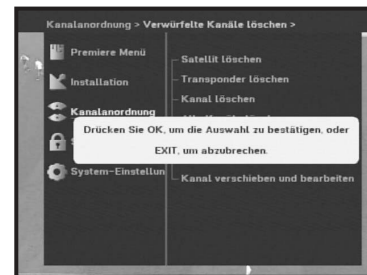 Kanalanordnung > Verwürfelte Kanäle löschen >
Premiere Menü
Installation
Kanalanordnung
System-Einstellun
Satellit löschen
Transponder löschen
Kanal löschen
Drücken Sie OK, um die Auswahl zu bestätigen, oder
EXIT, um abzubrechen.
Kanal verschieben und bearbeiten